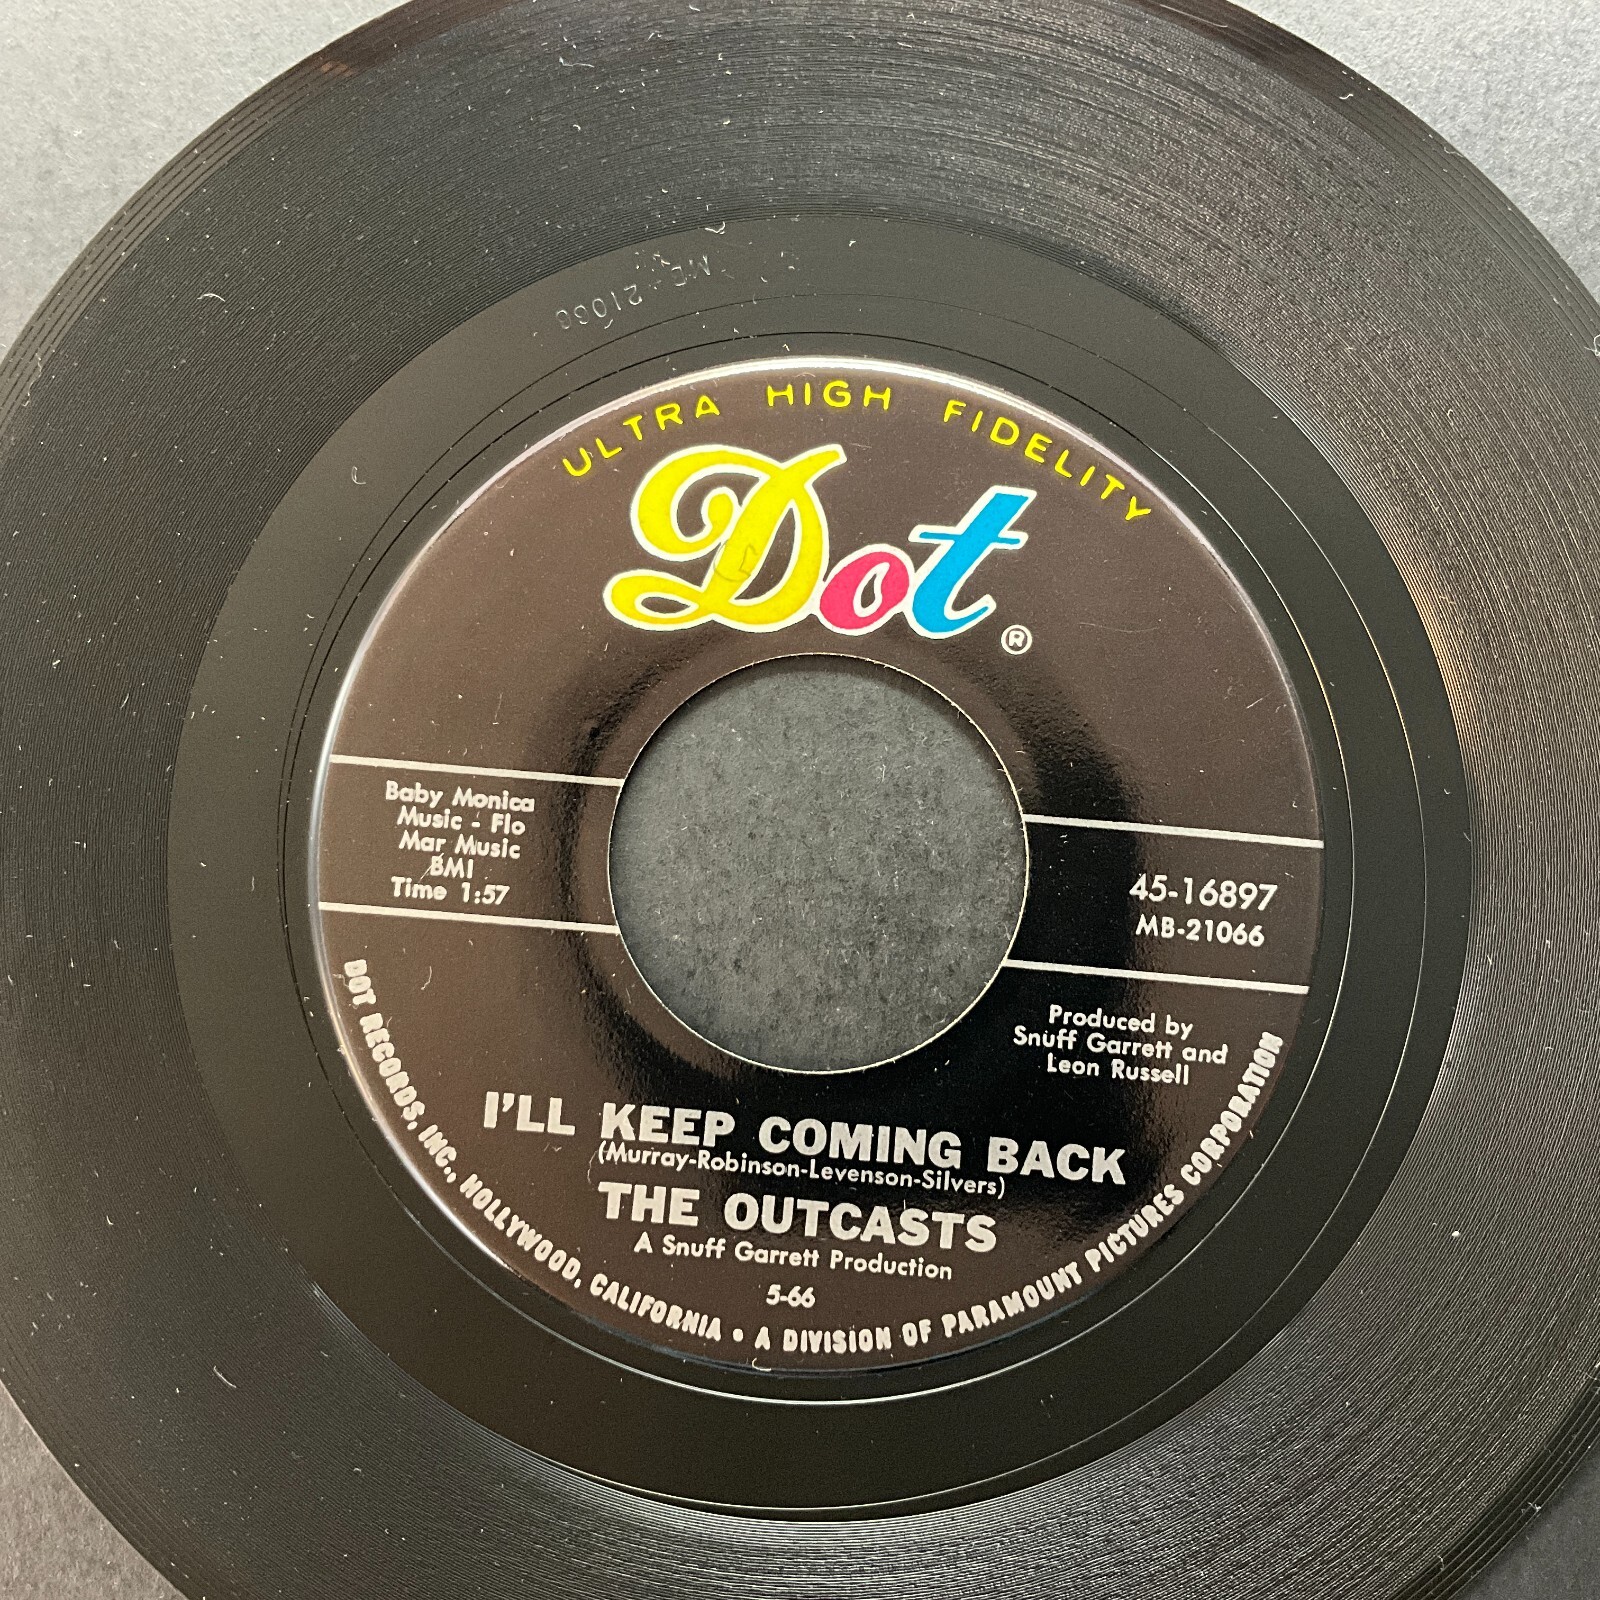 ULTRA HIGH FIDELITY
Dot ®
Baby Monica
Music - Flo
Mar Music
BMI
Time 1:57
45-16897
MB-21066
Produced by
Snuff Garrett and
Leon Russell
I'LL KEEP COMING BACK
(Murray-Robinson-Levenson-Silvers)
THE OUTCASTS
A Snuff Garrett Production
5-66
DOT RECORDS, INC., HOLLYWOOD, CALIFORNIA • A DIVISION OF PARAMOUNT PICTURES CORPORATION